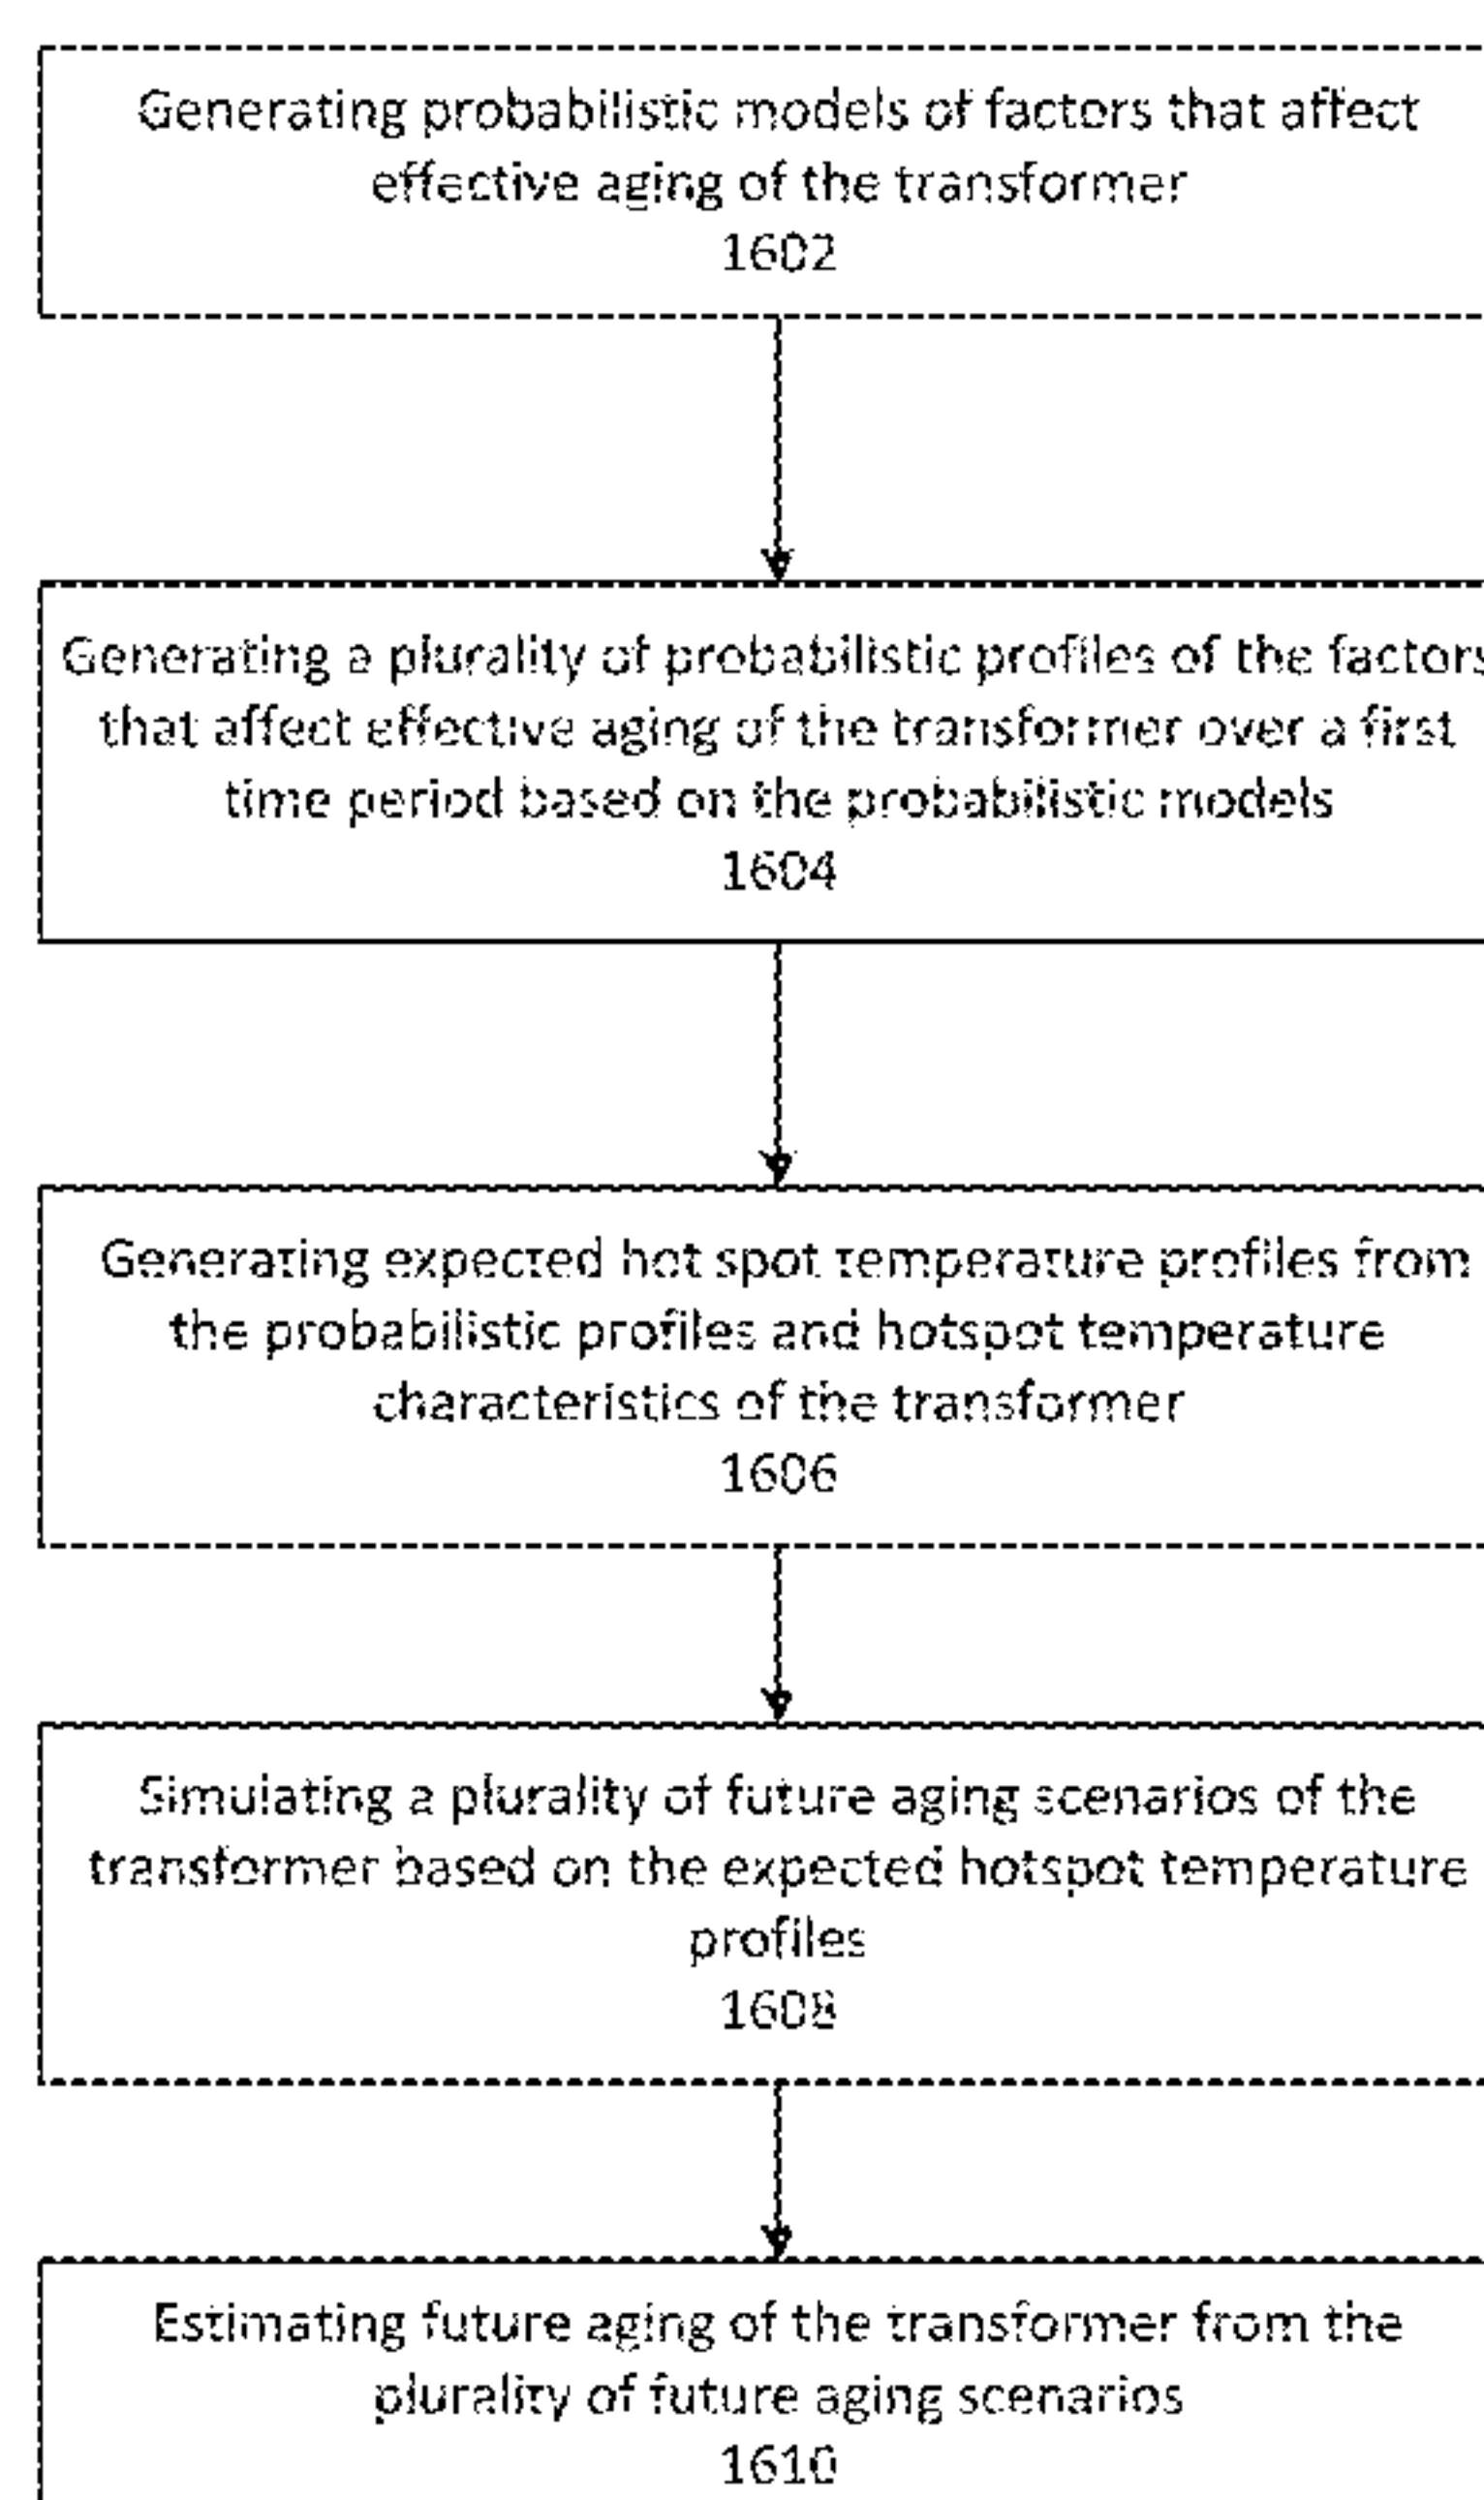 Generating probabilistic models of factors that affect
effective aging of the transformer
1602
Generating a plurality of probabilistic profiles of the factors
that affect effective aging of the transformer over a first
time period based on the probabilistic models
1604
Generating expected hot spot temperature profiles from
the probabilistic profiles and hotspot temperature
characteristics of the transformer
1606
Simulating a plurality of future aging scenarios of the
transformer based on the expected hotspot temperature
profiles
1608
Estimating future aging of the transformer from the
plurality of future aging scenarios
1610